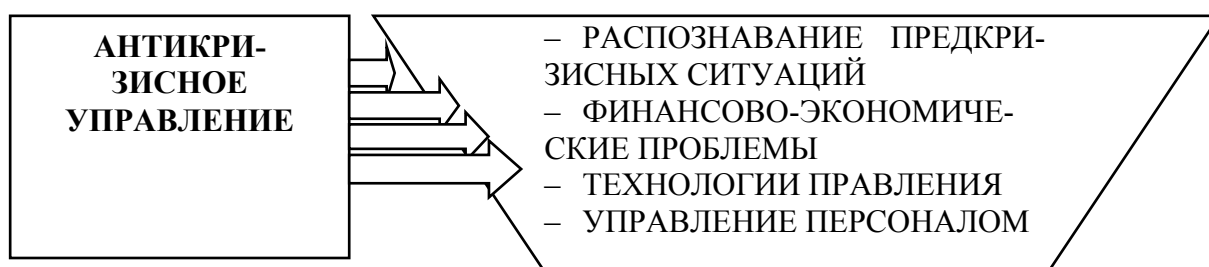 АНТИКРИ-
ЗИСНОЕ
УПРАВЛЕНИЕ
– РАСПОЗНАВАНИЕ ПРЕДКРИ-
ЗИСНЫХ СИТУАЦИЙ
– ФИНАНСОВО-ЭКОНОМИЧЕ-
СКИЕ ПРОБЛЕМЫ
– ТЕХНОЛОГИИ ПРАВЛЕНИЯ
– УПРАВЛЕНИЕ ПЕРСОНАЛОМ